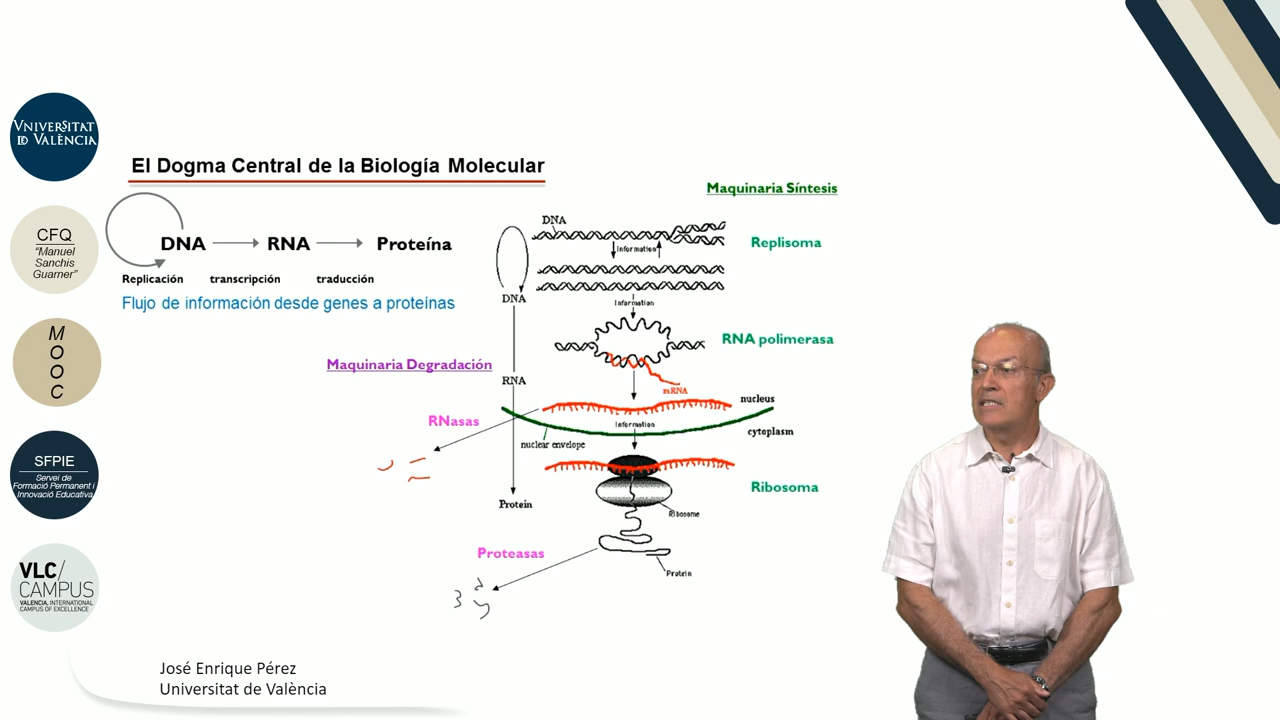 VNIVERSITAT
ID VALÈNCIA
CFQ
"Manuel
Sanchis
Guarner"
M
O
O
C
SFPIE
Servei de
Formació Permanent i
Innovació Educativa
VLC/
CAMPUS
VALENCIA, INTERNATIONAL
CAMPUS OF EXCELLENCE
El Dogma Central de la Biología Molecular
DNA
RNA
Proteína
Replicación
transcripción
traducción
Flujo de información desde genes a proteínas
Maquinaria Síntesis
DNA
Information
Replisoma
DNA
Information
RNA polimerasa
Maquinaria Degradación
RNA
mRNA
nucleus
RNasas
Information
cytoplasm
nuclear envelope
Ribosoma
Protein
Ribosome
Proteasas
Protein
José Enrique Pérez
Universitat de València